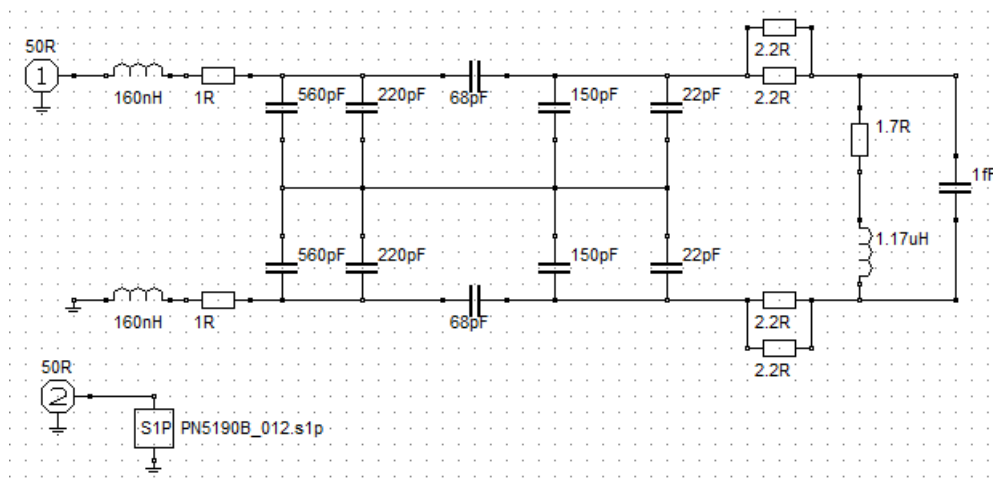 50R
1
160nH
1R
560pF
220pF
68pF
150pF
22pF
2.2R
2.2R
1.7R
1fF
1.17uH
560pF
220pF
150pF
22pF
160nH
1R
68pF
2.2R
2.2R
50R
2
S1P PN5190B_012.s1p